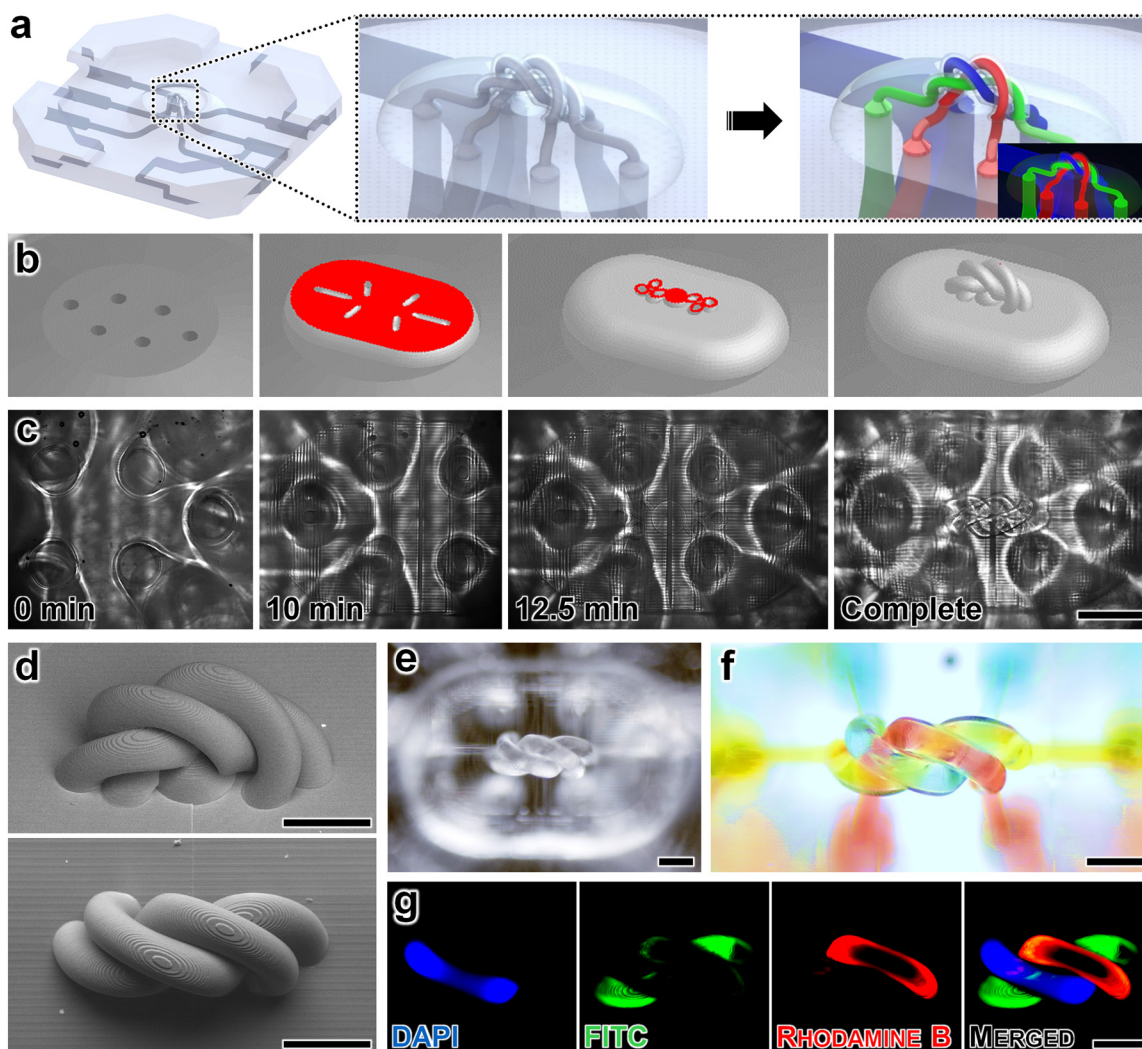 a
b
c
0 min
10 min
12.5 min
Complete
d
e
f
g
DAPI
FITC
RHODAMINE B
MERGED